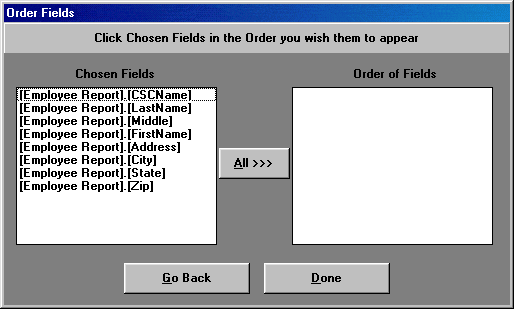 Order Fields
Click Chosen Fields in the Order you wish them to appear
Chosen Fields
Order of Fields
[Employee Report].[CSCName]
[Employee Report].[LastName]
[Employee Report].[Middle]
[Employee Report].[FirstName]
[Employee Report].[Address]
[Employee Report].[City]
[Employee Report].[State]
[Employee Report].[Zip]
All >>>
Go Back
Done